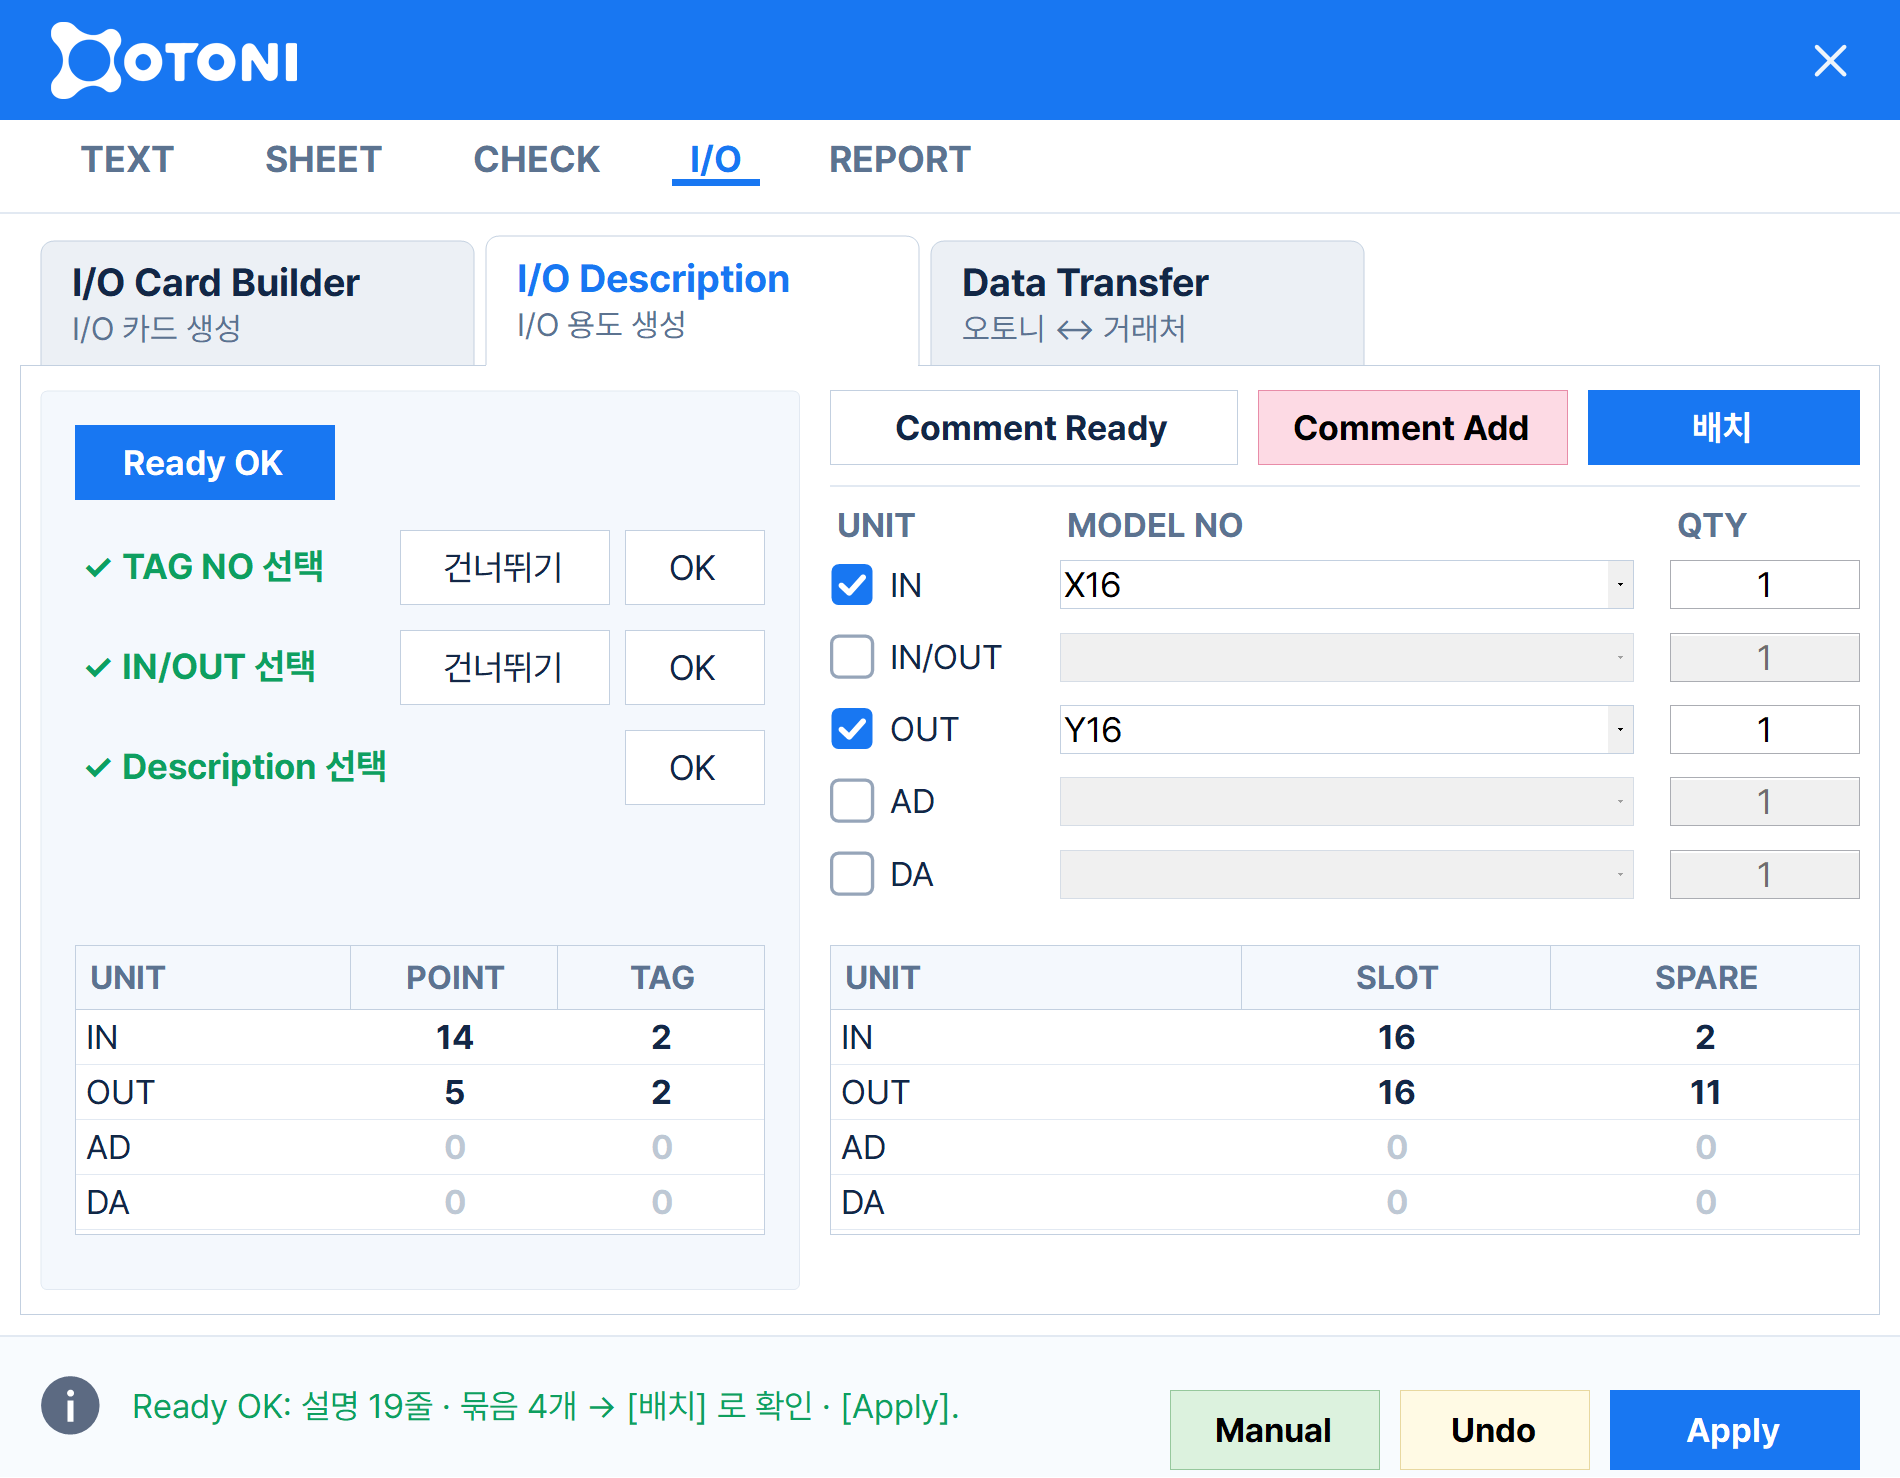 OTONI
TEXT SHEET CHECK I/O REPORT
I/O Card Builder
I/O 카드 생성
I/O Description
I/O 용도 생성
Data Transfer
오토니 ↔ 거래처
Ready OK
✓ TAG NO 선택 건너뛰기 OK
✓ IN/OUT 선택 건너뛰기 OK
✓ Description 선택 OK
UNIT POINT TAG
IN 14 2
OUT 5 2
AD 0 0
DA 0 0
Comment Ready Comment Add 배치
UNIT MODEL NO QTY
IN X16 1
IN/OUT 1
OUT Y16 1
AD 1
DA 1
UNIT SLOT SPARE
IN 16 2
OUT 16 11
AD 0 0
DA 0 0
Ready OK: 설명 19줄 · 묶음 4개 → [배치] 로 확인 · [Apply].
Manual Undo Apply